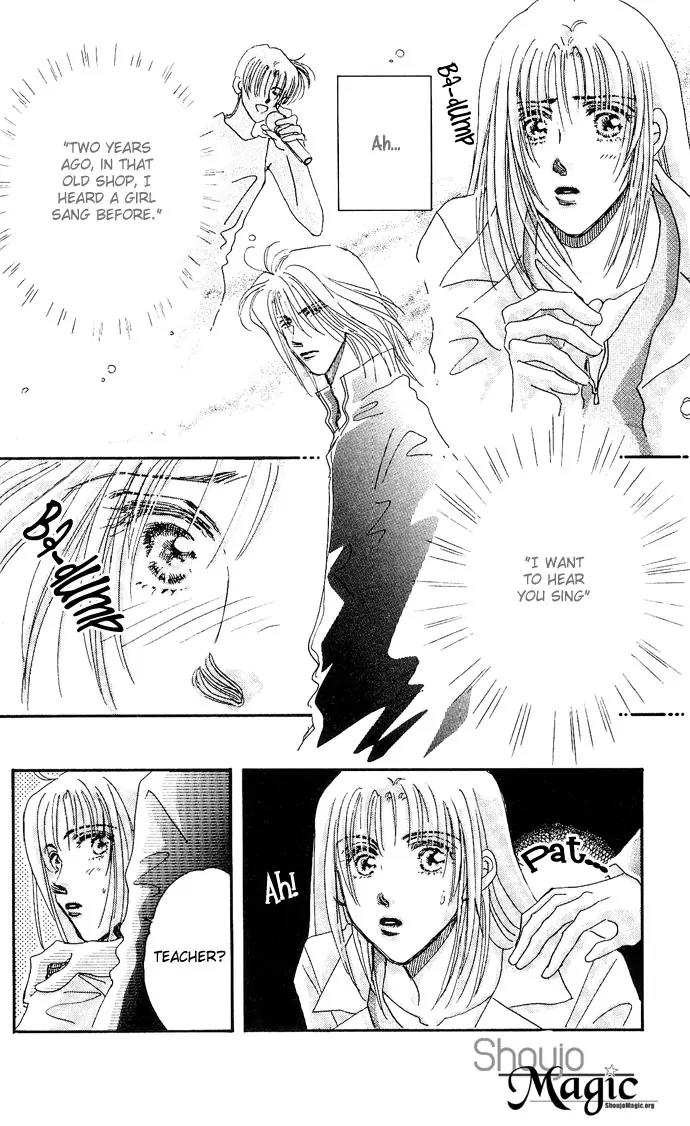 Ba-dump
Ah...
"TWO YEARS
AGO, IN THAT
OLD SHOP, I
HEARD A GIRL
SANG BEFORE."
"I WANT
TO HEAR
YOU SING"
Ba-dump
Pat...
Ah!
TEACHER?
Shoujo
Magic
ShoujoMagic.org